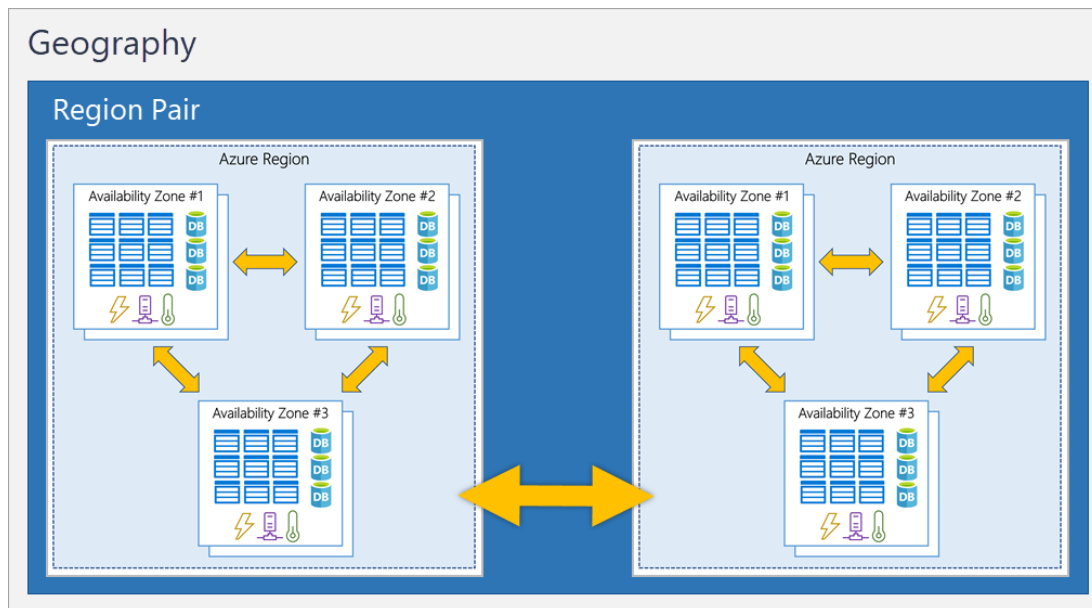 Geography
Region Pair
Azure Region
Availability Zone #1
DB
DB
DB
Availability Zone #2
DB
DB
DB
Availability Zone #3
DB
DB
DB
Azure Region
Availability Zone #1
DB
DB
DB
Availability Zone #2
DB
DB
DB
Availability Zone #3
DB
DB
DB